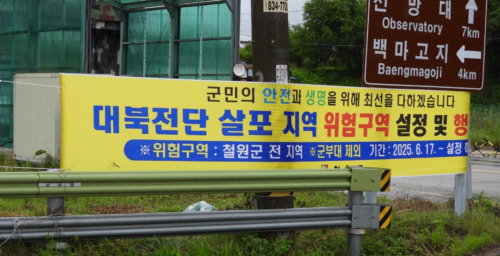 834-770
전망대
Observatory
7km
백마고지
Baengmagoji
4km
군민의 안전과 생명을 위해 최선을 다하겠습니다
대북전단 살포 지역 위험구역 설정 및 행
※ 위험구역 : 철원군 전 지역 ※ 군부대 제외 기간 : 2025. 6. 17. ~ 설정